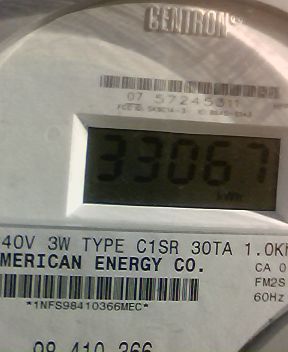 CENTRON
07 57245311
33067
kWh
40V 3W TYPE C1SR 30TA 1.0K
MERICAN ENERGY CO.
CA 0
FM2S
60Hz
*1NFS98410366MEC*
98 410 366